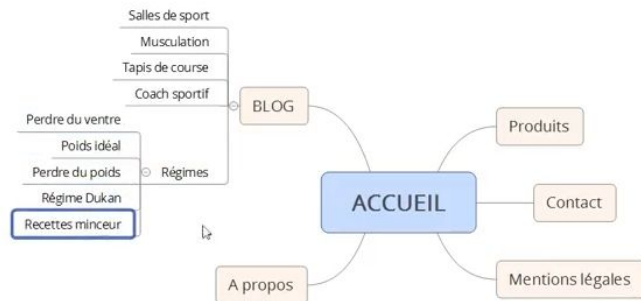 Salles de sport
Musculation
Tapis de course
Coach sportif
BLOG
Perdre du ventre
Poids idéal
Perdre du poids
Régimes
Régime Dukan
Recettes minceur
Produits
ACCUEIL
Contact
A propos
Mentions légales